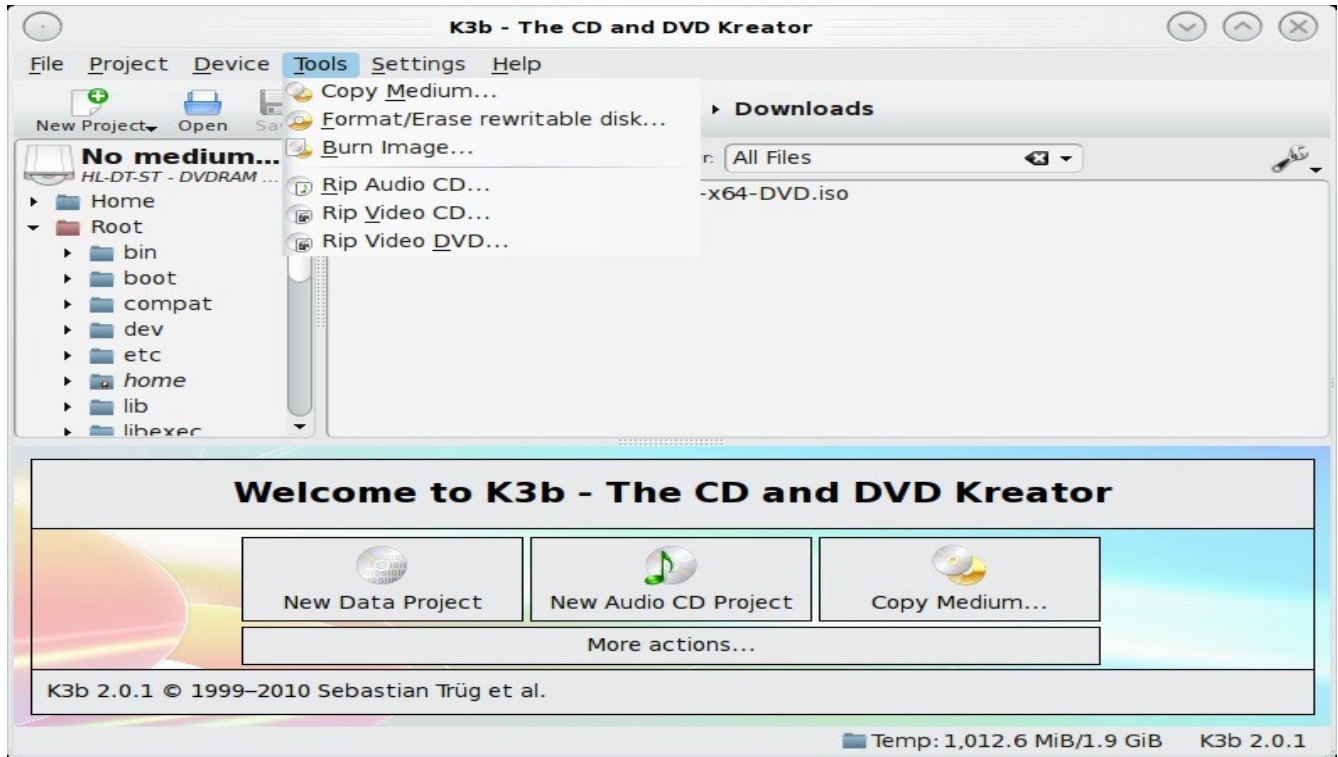 K3b - The CD and DVD Kreator
File Project Device Tools Settings Help
Copy Medium...
Format/Erase rewritable disk...
Burn Image...
Rip Audio CD...
Rip Video CD...
Rip Video DVD...
New Project Open
Downloads
No medium...
HL-DT-ST - DVDRAM ...
All Files
-x64-DVD.iso
Home
Root
bin
boot
compat
dev
etc
home
lib
libexec
Welcome to K3b - The CD and DVD Kreator
New Data Project New Audio CD Project Copy Medium...
More actions...
K3b 2.0.1 © 1999–2010 Sebastian Trüg et al.
Temp: 1,012.6 MiB/1.9 GiB K3b 2.0.1